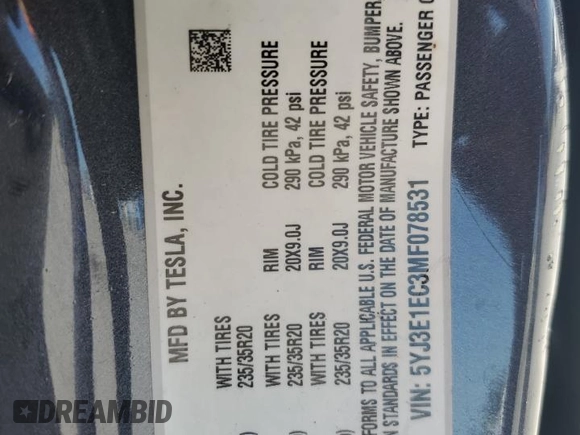 MFD BY TESLA, INC.
WITH TIRES RIM COLD TIRE PRESSURE
235/35R20 20X9.0J 290 kPa, 42 psi
WITH TIRES RIM COLD TIRE PRESSURE
235/35R20 20X9.0J 290 kPa, 42 psi
WITH TIRES
235/35R20
FORMS TO ALL APPLICABLE U.S. FEDERAL MOTOR VEHICLE SAFETY, BUMPER
N STANDARDS IN EFFECT ON THE DATE OF MANUFACTURE SHOWN ABOVE.
VIN: 5YJ3E1EC3MF078531 TYPE: PASSENGER C
DREAMBID